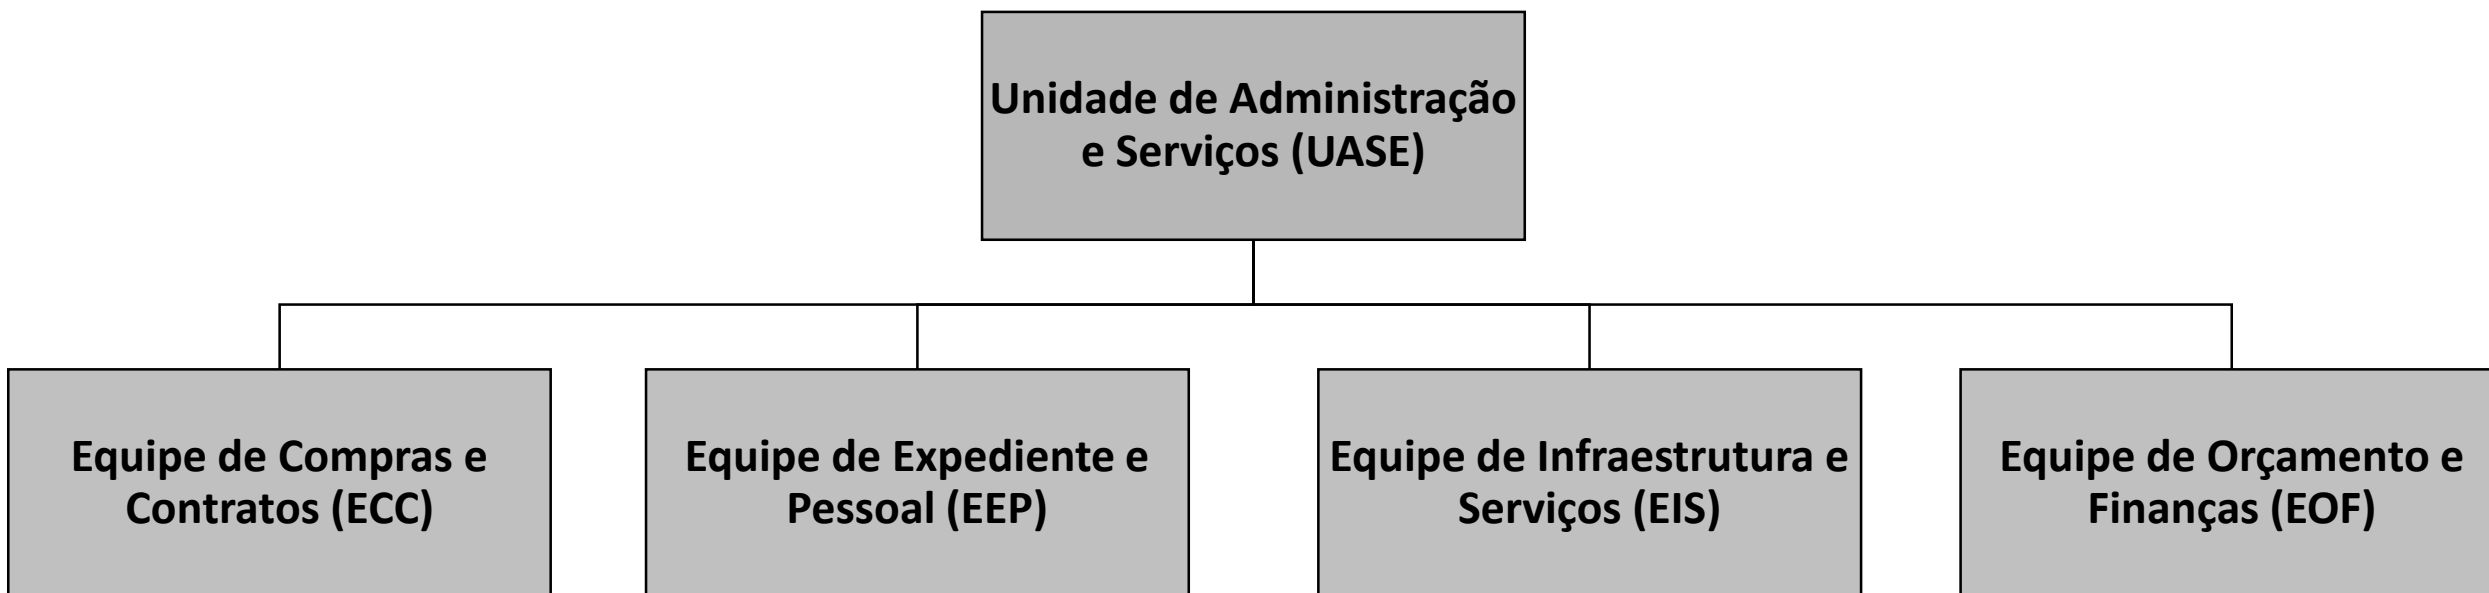 Unidade de Administração
e Serviços (UASE)
Equipe de Compras e
Contratos (ECC)
Equipe de Expediente e
Pessoal (EEP)
Equipe de Infraestrutura e
Serviços (EIS)
Equipe de Orçamento e
Finanças (EOF)